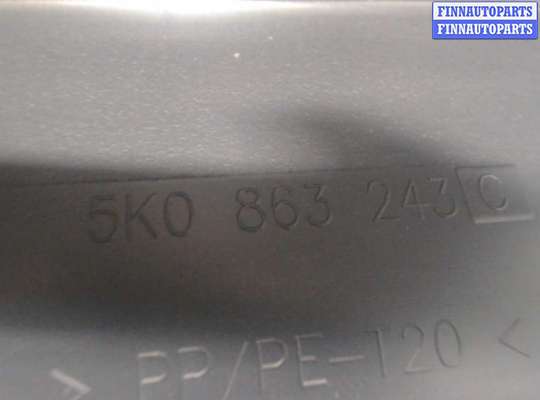 FINNAUTOPARTS
FINNAUTOPARTS
5K0 863 243 C
> PP/PE-T20 <